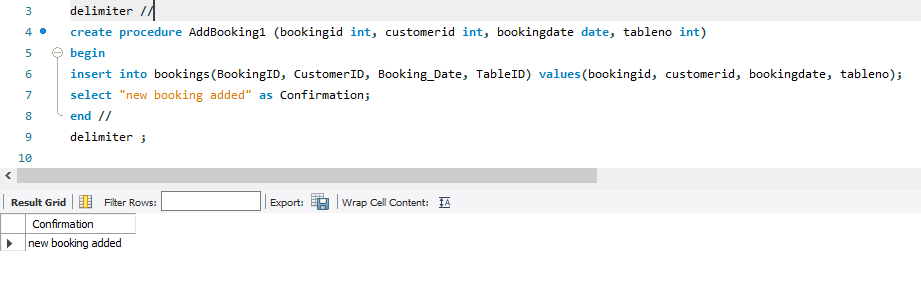 3 delimiter //
4 create procedure AddBooking1 (bookingid int, customerid int, bookingdate date, tableno int)
5 begin
6 insert into bookings(BookingID, CustomerID, Booking_Date, TableID) values(bookingid, customerid, bookingdate, tableno);
7 select "new booking added" as Confirmation;
8 end //
9 delimiter ;
10
Result Grid Filter Rows: Export: Wrap Cell Content:
Confirmation
new booking added